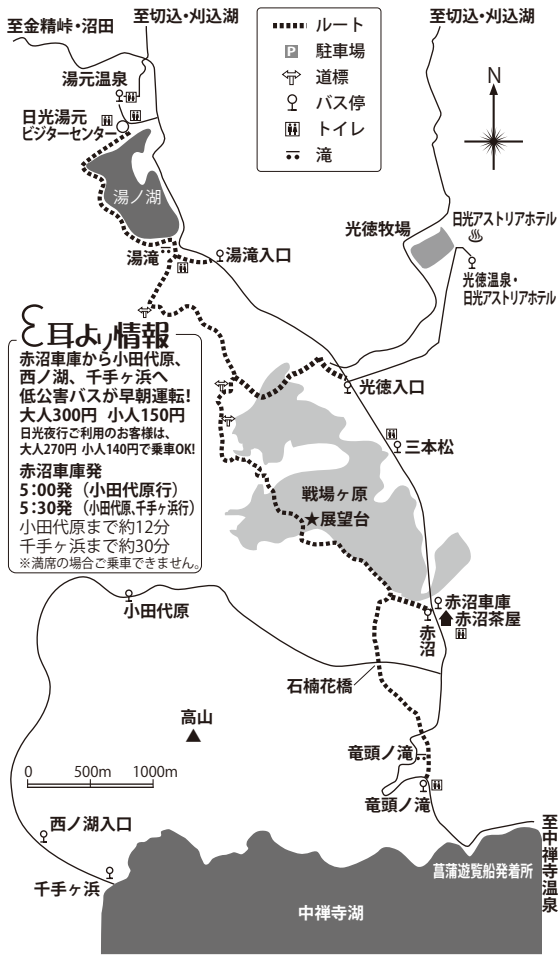 至金精峠・沼田
至切込・刈込湖
至切込・刈込湖
ルート
P 駐車場
道標
バス停
トイレ
滝
N
湯元温泉
日光湯元
ビジターセンター
湯ノ湖
湯滝
湯滝入口
光徳牧場
日光アストリアホテル
光徳温泉・
日光アストリアホテル
耳より情報
赤沼車庫から小田代原、
西ノ湖、千手ヶ浜へ
低公害バスが早朝運転!
大人300円 小人150円
日光夜行ご利用のお客様は、
大人270円 小人140円で乗車OK!
赤沼車庫発
5:00発（小田代原行）
5:30発（小田代原、千手ヶ浜行）
小田代原まで約12分
千手ヶ浜まで約30分
※満席の場合ご乗車できません。
光徳入口
三本松
戦場ヶ原
★展望台
小田代原
赤沼車庫
赤沼茶屋
赤沼
石楠花橋
高山
0 500m 1000m
竜頭ノ滝
竜頭ノ滝
西ノ湖入口
千手ヶ浜
菖蒲遊覧船発着所
至中禅寺温泉
中禅寺湖